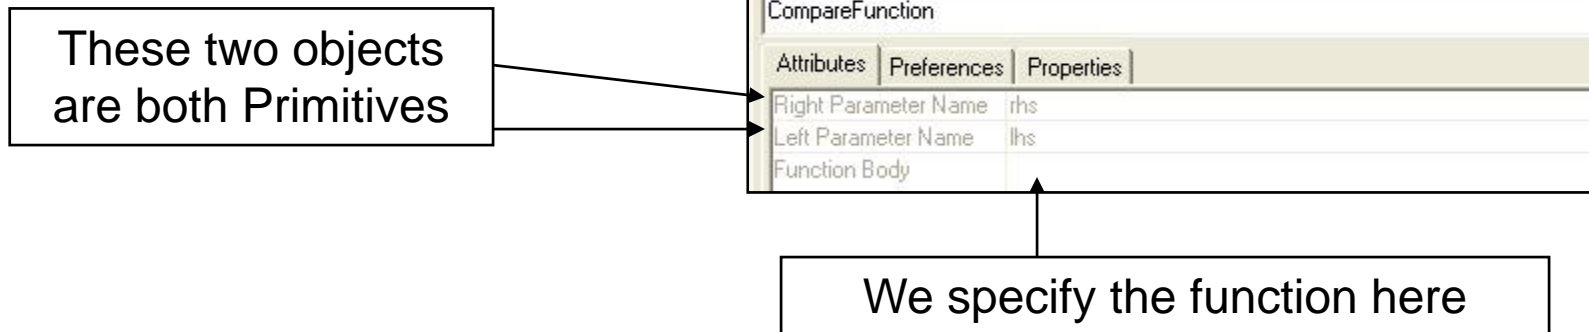 These two objects
are both Primitives
CompareFunction
Attributes Preferences Properties
Right Parameter Name rhs
Left Parameter Name lhs
Function Body
We specify the function here